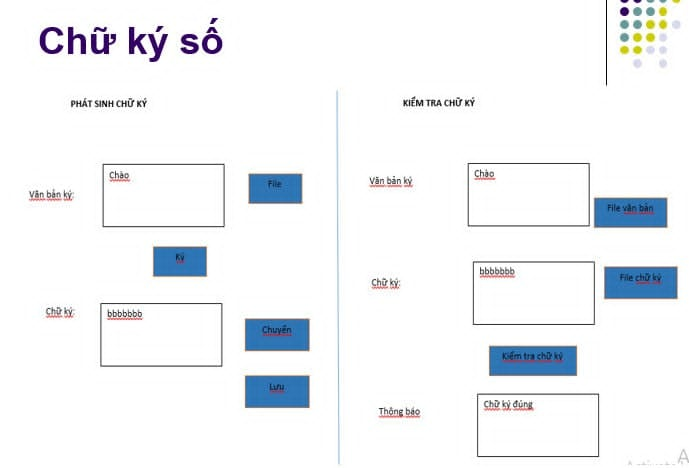 Chữ ký số
PHÁT SINH CHỮ KÝ
Văn bản ký:
Chào
File
Ký
Chữ ký:
bbbbbbb
Chuyển
Lưu
KIỂM TRA CHỮ KÝ
Văn bản ký
Chào
File văn bản
Chữ ký:
bbbbbbb
File chữ ký
Kiểm tra chữ ký
Thông báo
Chữ ký đúng